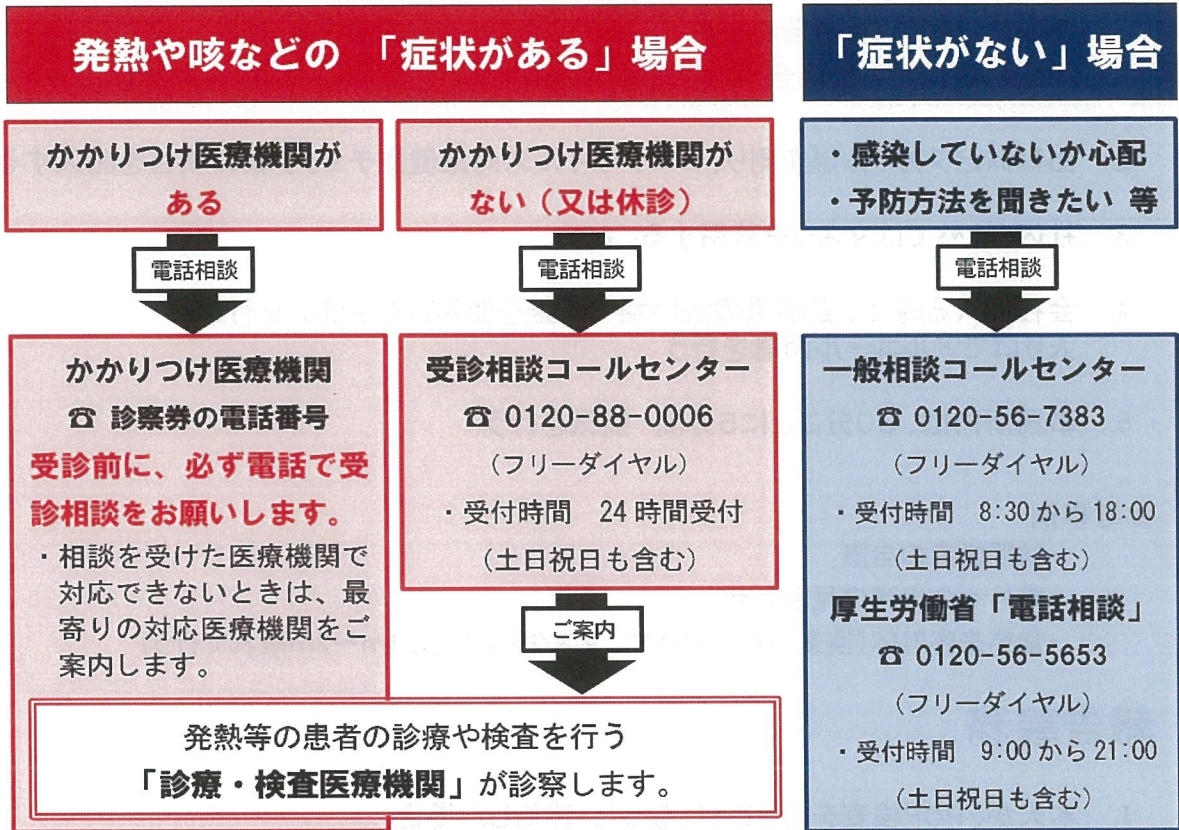 発熱や咳などの 「症状がある」場合
かかりつけ医療機関が
ある
電話相談
かかりつけ医療機関
☎ 診察券の電話番号
受診前に、必ず電話で受
診相談をお願いします。
・相談を受けた医療機関で
対応できないときは、最
寄りの対応医療機関をご
案内します。
かかりつけ医療機関が
ない(又は休診)
電話相談
受診相談コールセンター
☎ 0120-88-0006
(フリーダイヤル)
・受付時間 24時間受付
(土日祝日も含む)
ご案内
発熱等の患者の診療や検査を行う
「診療・検査医療機関」が診察します。
「症状がない」場合
・感染していないか心配
・予防方法を聞きたい 等
電話相談
一般相談コールセンター
☎ 0120-56-7383
(フリーダイヤル)
・受付時間 8:30から18:00
(土日祝日も含む)
厚生労働省「電話相談」
☎ 0120-56-5653
(フリーダイヤル)
・受付時間 9:00から21:00
(土日祝日も含む)